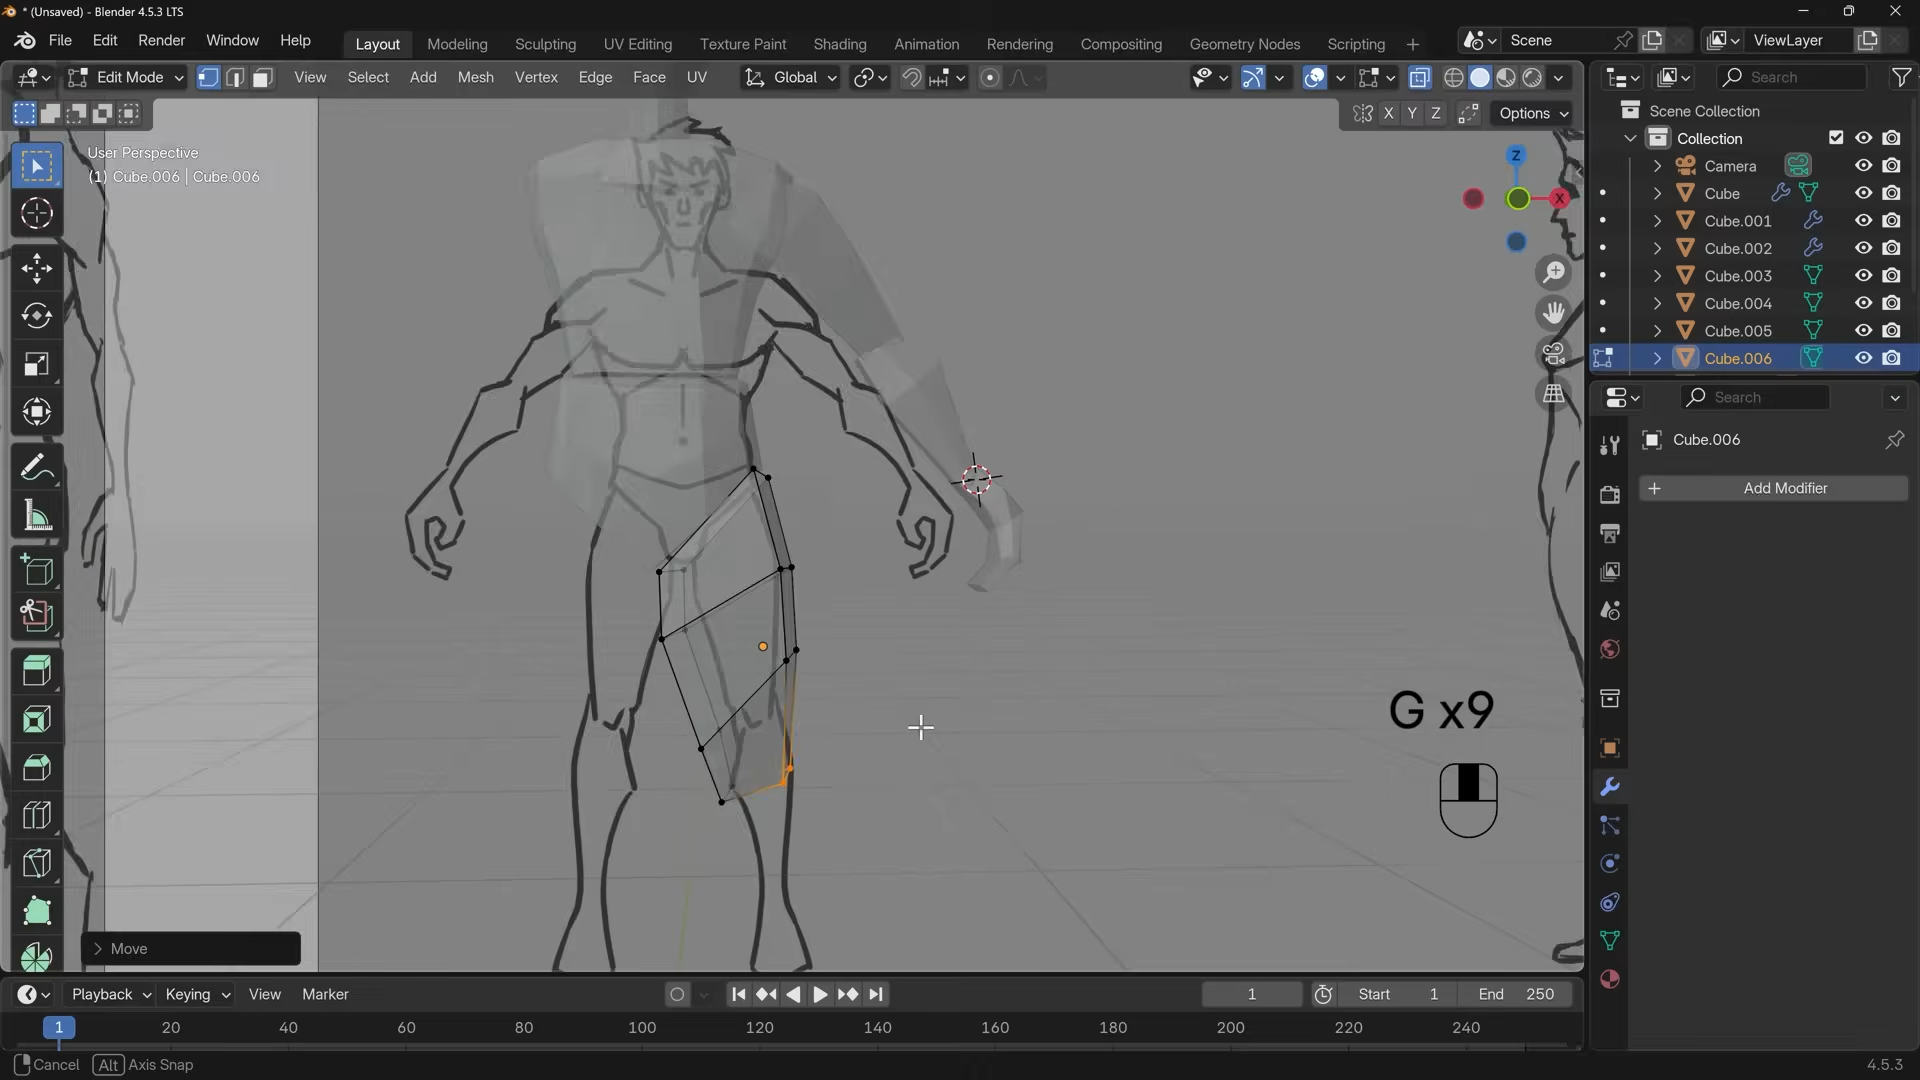 * (Unsaved) - Blender 4.5.3 LTS
File Edit Render Window Help
Layout Modeling Sculpting UV Editing Texture Paint Shading Animation Rendering Compositing Geometry Nodes Scripting +
Scene
ViewLayer
Edit Mode
View Select Add Mesh Vertex Edge Face UV
Global
Search
X Y Z
Options
User Perspective
(1) Cube.006 | Cube.006
Z
X
Scene Collection
Collection
Camera
Cube
Cube.001
Cube.002
Cube.003
Cube.004
Cube.005
Cube.006
Search
Cube.006
+ Add Modifier
G x9
> Move
Playback Keying View Marker
1
Start 1
End 250
1 20 40 60 80 100 120 140 160 180 200 220 240
Cancel Alt Axis Snap
4.5.3